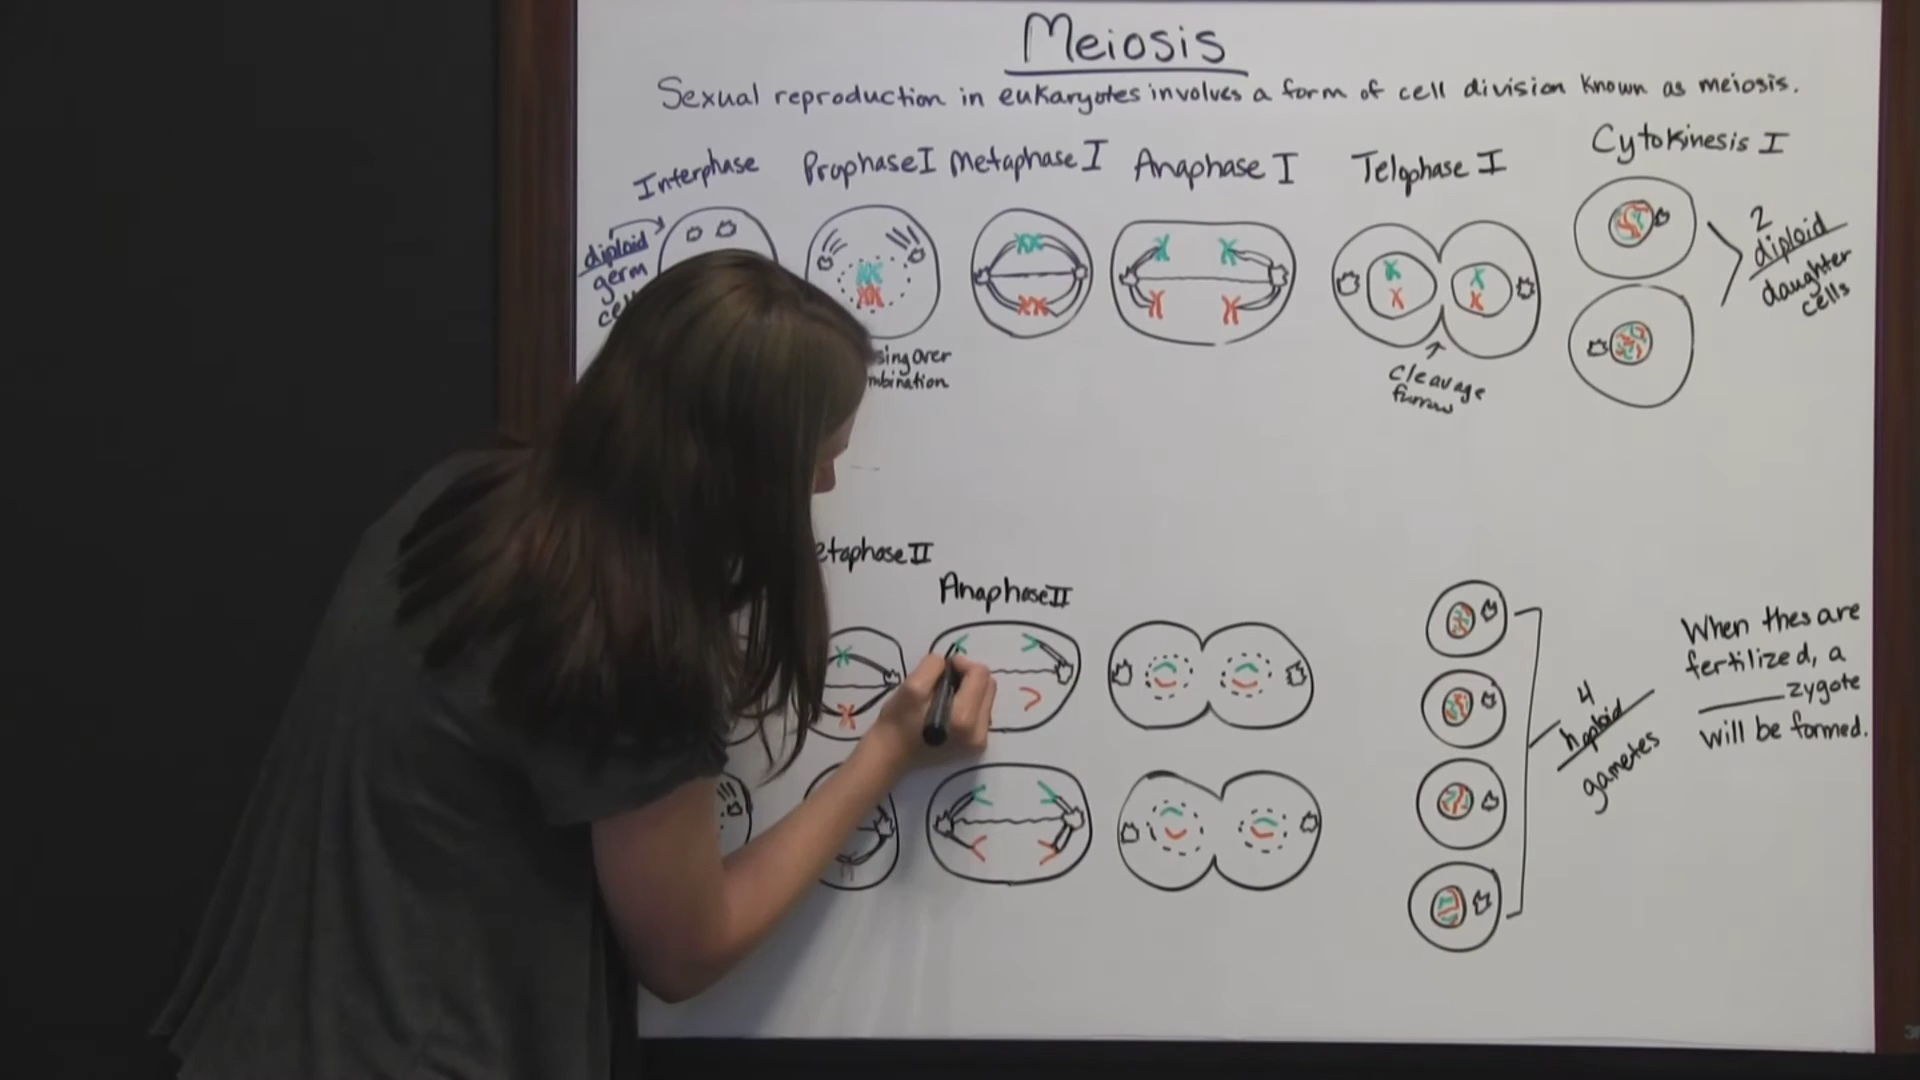 Meiosis
Sexual reproduction in eukaryotes involves a form of cell division known as meiosis.
Interphase
Prophase I
Metaphase I
Anaphase I
Telophase I
Cytokinesis I
diploid
germ
2
diploid
daughter
cells
cleavage
furrow
etaphase II
Anaphase II
4
haploid
gametes
When thes are
fertilized, a
______ zygote
will be formed.